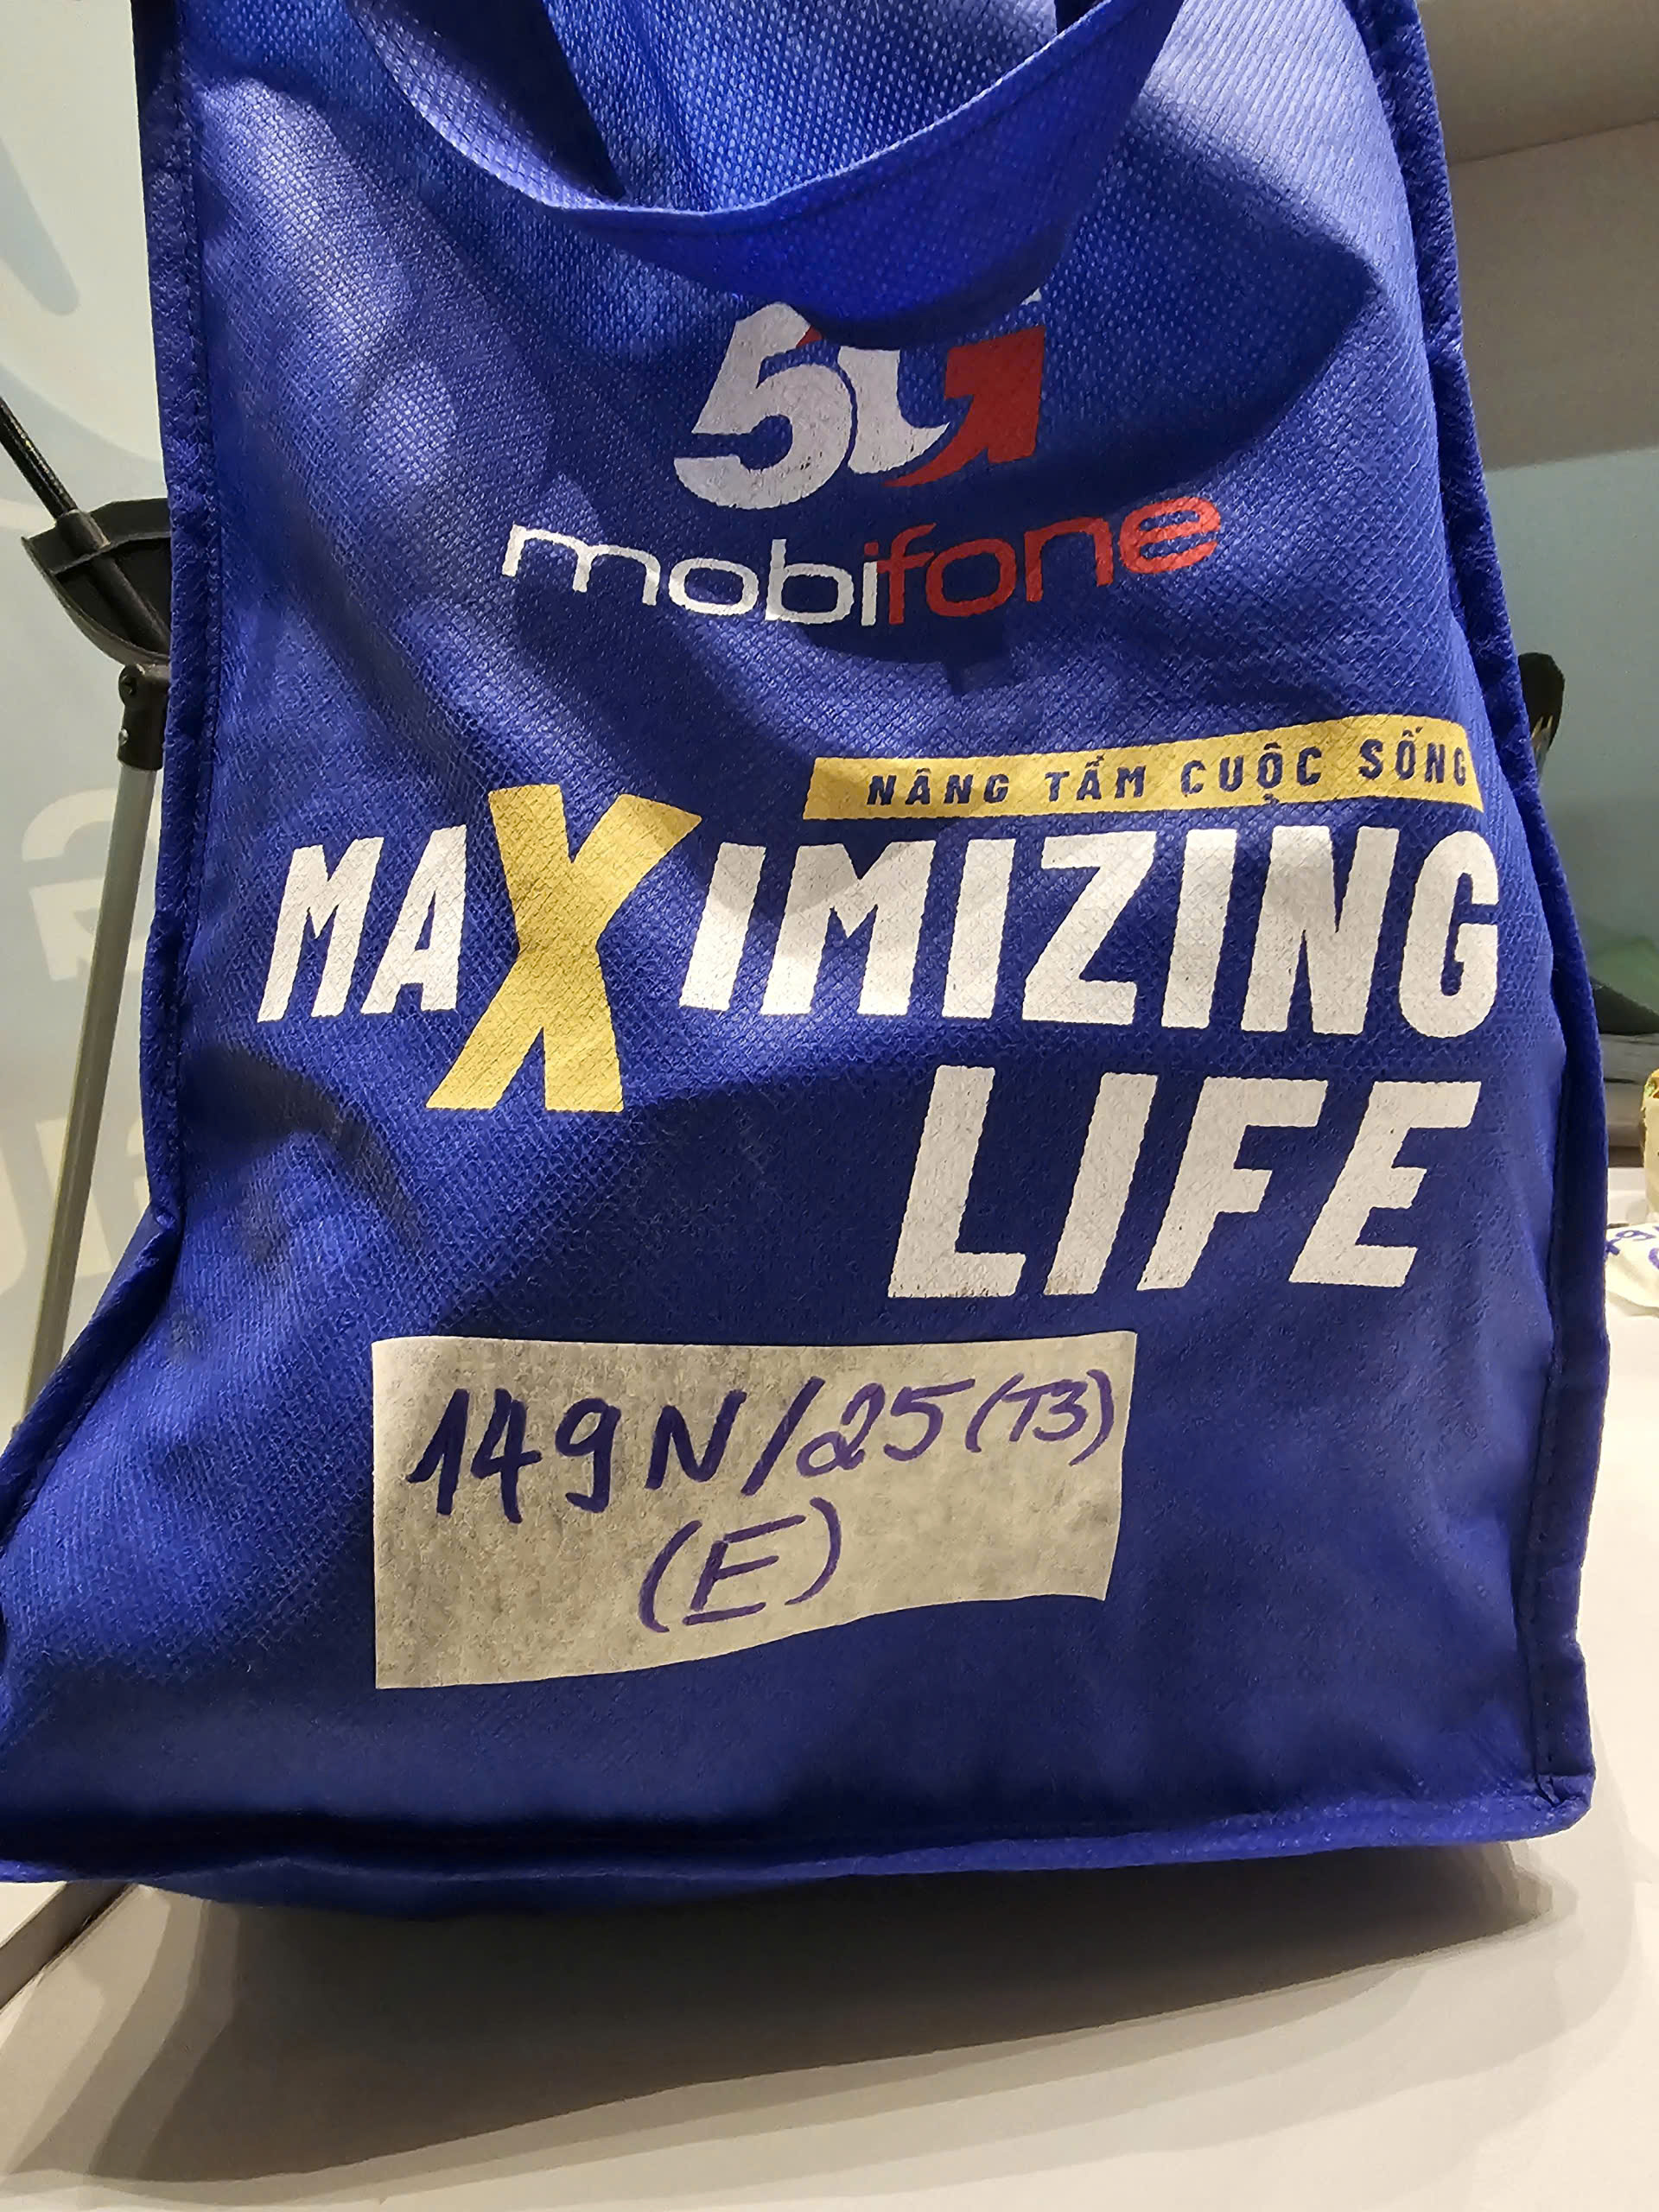 5G
mobifone
NÂNG TẦM CUỘC SỐNG
MAXIMIZING
LIFE
149N/25(T3)
(E)